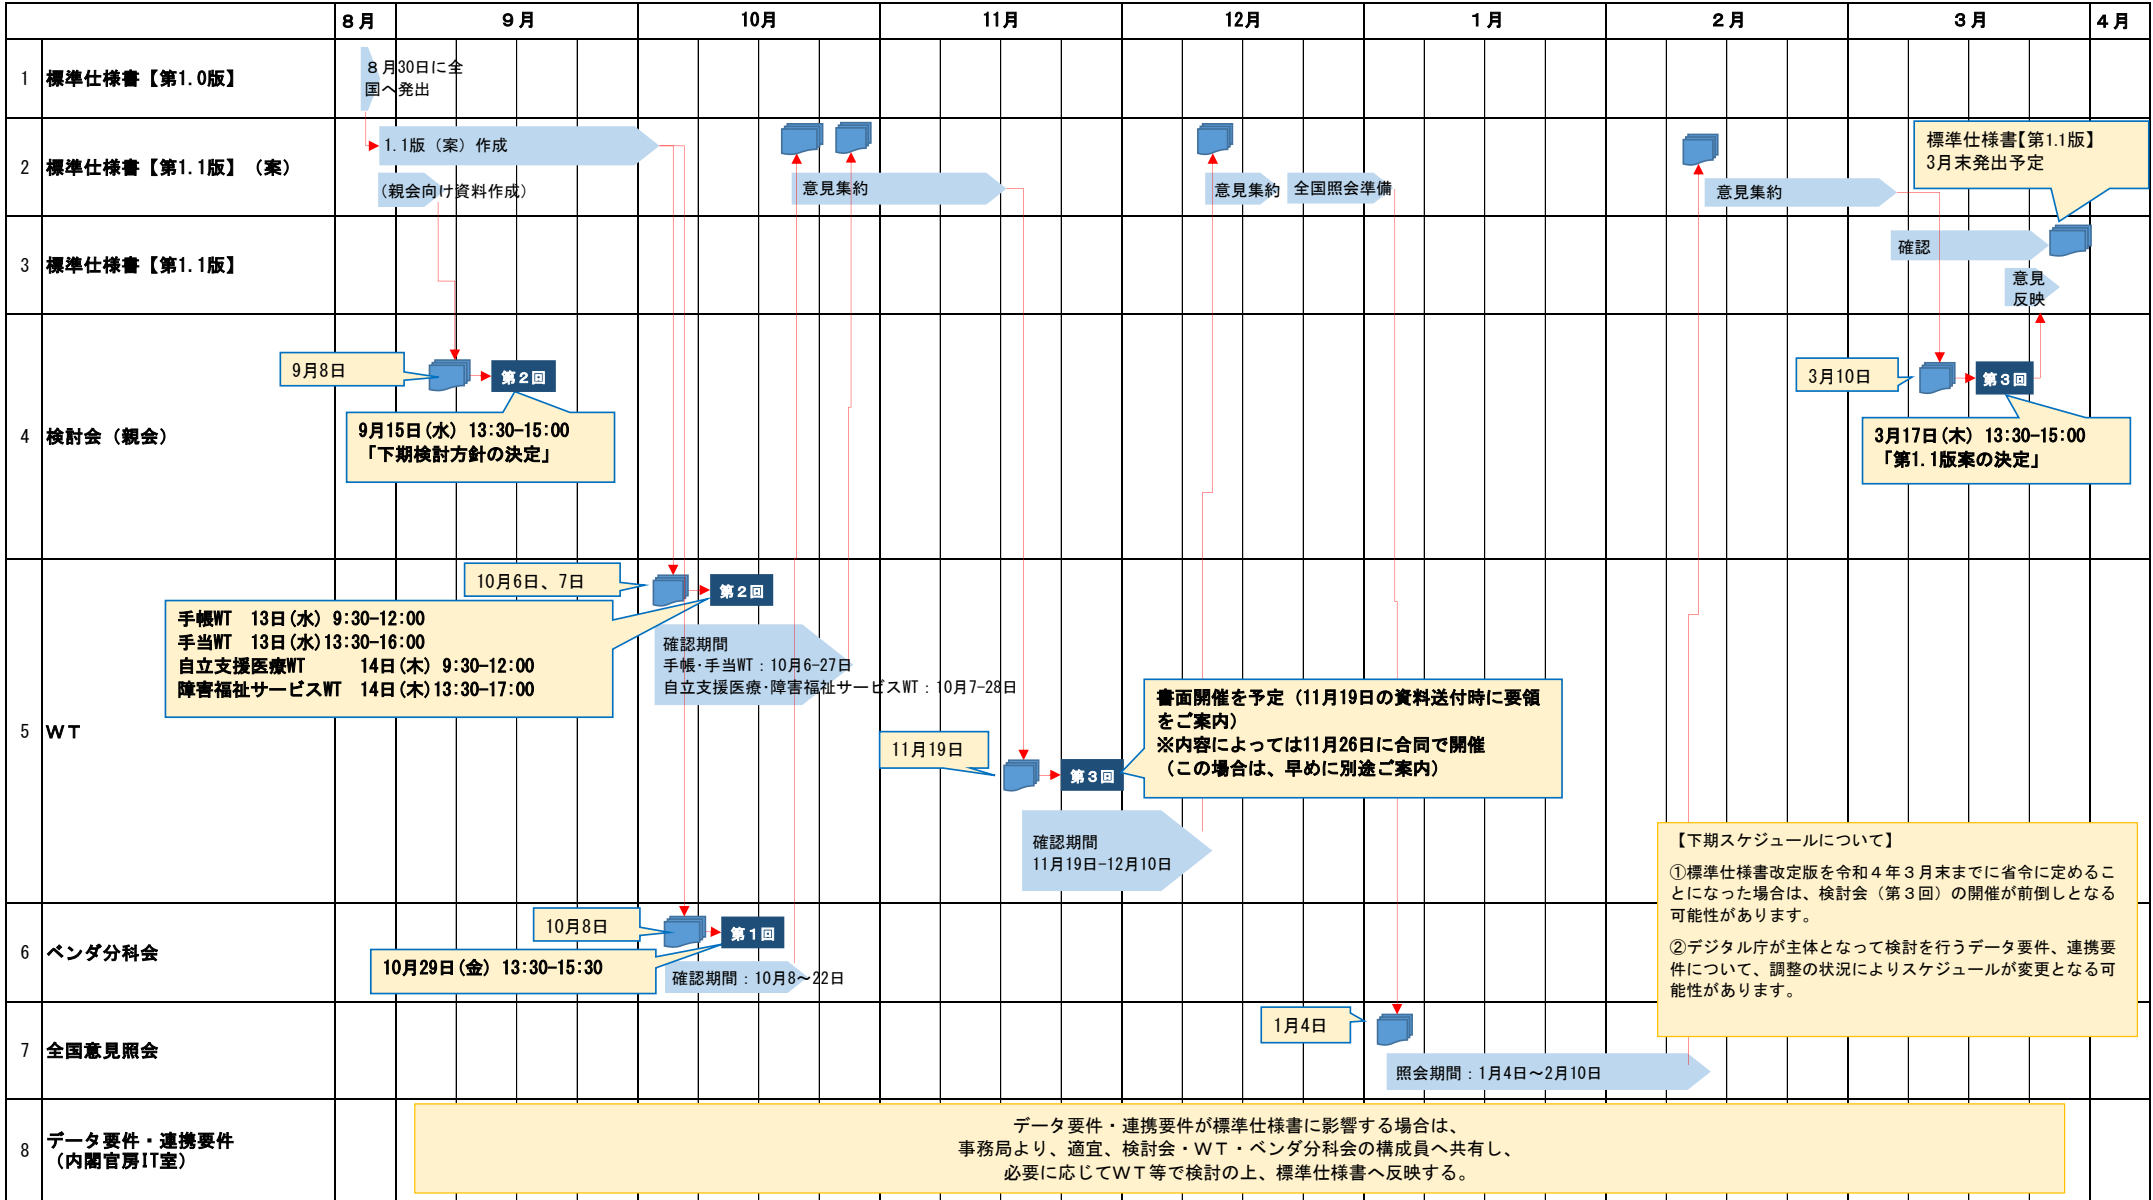 8月 9月 10月 11月 12月 1月 2月 3月 4月
1 標準仕様書【第1.0版】
８月30日に全
国へ発出
2 標準仕様書【第1.1版】（案）
1.1版（案）作成
(親会向け資料作成)
意見集約
意見集約
全国照会準備
意見集約
標準仕様書【第1.1版】
3月末発出予定
3 標準仕様書【第1.1版】
確認
意見
反映
4 検討会（親会）
9月8日
第２回
9月15日(水) 13:30-15:00
「下期検討方針の決定」
3月10日
第３回
3月17日(木) 13:30-15:00
「第1.1版案の決定」
5 ＷＴ
10月6日、7日
第２回
手帳WT　13日(水) 9:30-12:00
手当WT　13日(水)13:30-16:00
自立支援医療WT　　　14日(木) 9:30-12:00
障害福祉サービスWT　14日(木)13:30-17:00
確認期間
手帳･手当WT：10月6-27日
自立支援医療･障害福祉サービスWT：10月7-28日
11月19日
第３回
書面開催を予定（11月19日の資料送付時に要領
をご案内）
※内容によっては11月26日に合同で開催
（この場合は、早めに別途ご案内）
確認期間
11月19日-12月10日
【下期スケジュールについて】
①標準仕様書改定版を令和４年３月末までに省令に定めるこ
とになった場合は、検討会（第３回）の開催が前倒しとなる
可能性があります。
②デジタル庁が主体となって検討を行うデータ要件、連携要
件について、調整の状況によりスケジュールが変更となる可
能性があります。
6 ベンダ分科会
10月8日
第１回
10月29日(金) 13:30-15:30
確認期間：10月8～22日
7 全国意見照会
1月4日
照会期間：1月4日～2月10日
8 データ要件・連携要件
（内閣官房IT室）
データ要件・連携要件が標準仕様書に影響する場合は、
事務局より、適宜、検討会・ＷＴ・ベンダ分科会の構成員へ共有し、
必要に応じてＷＴ等で検討の上、標準仕様書へ反映する。